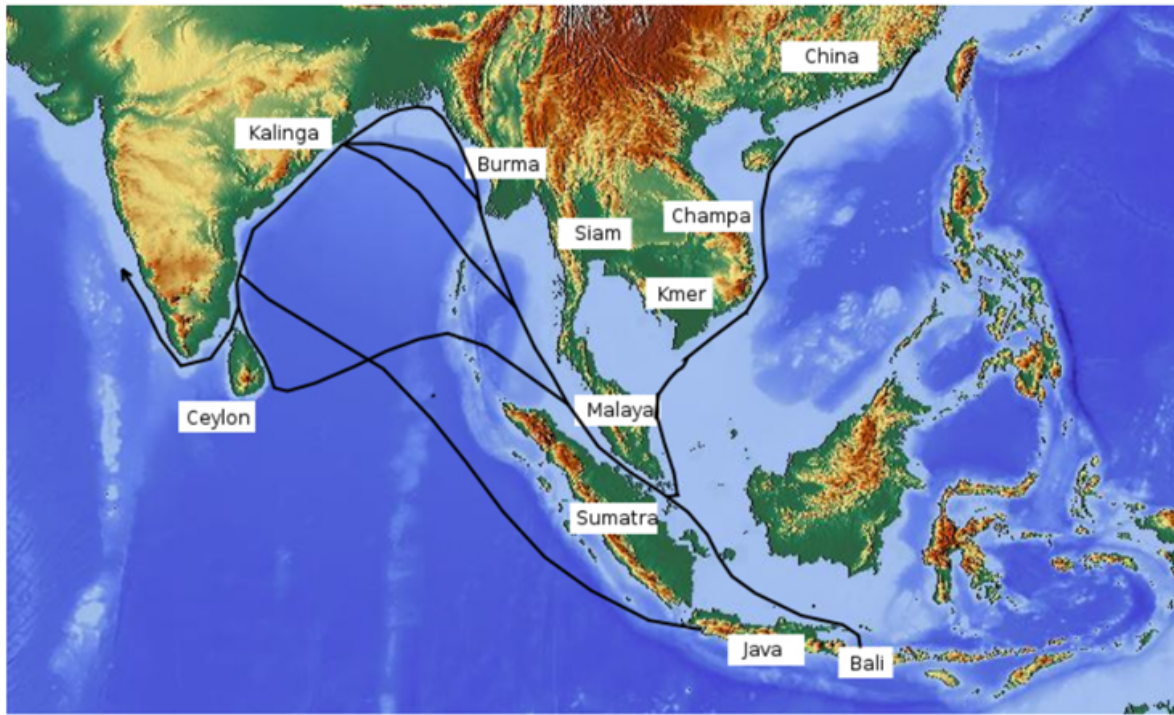 China
Kalinga
Burma
Champa
Siam
Kmer
Malaya
Ceylon
Sumatra
Java
Bali